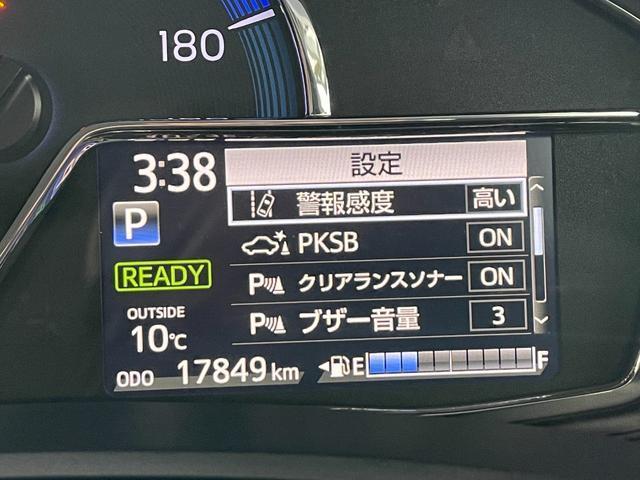 180
3:38
設定
警報感度 高い
P
PKSB ON
READY
P クリアランスソナー ON
OUTSIDE
10℃
P ブザー音量 3
ODO 17849 km
E F